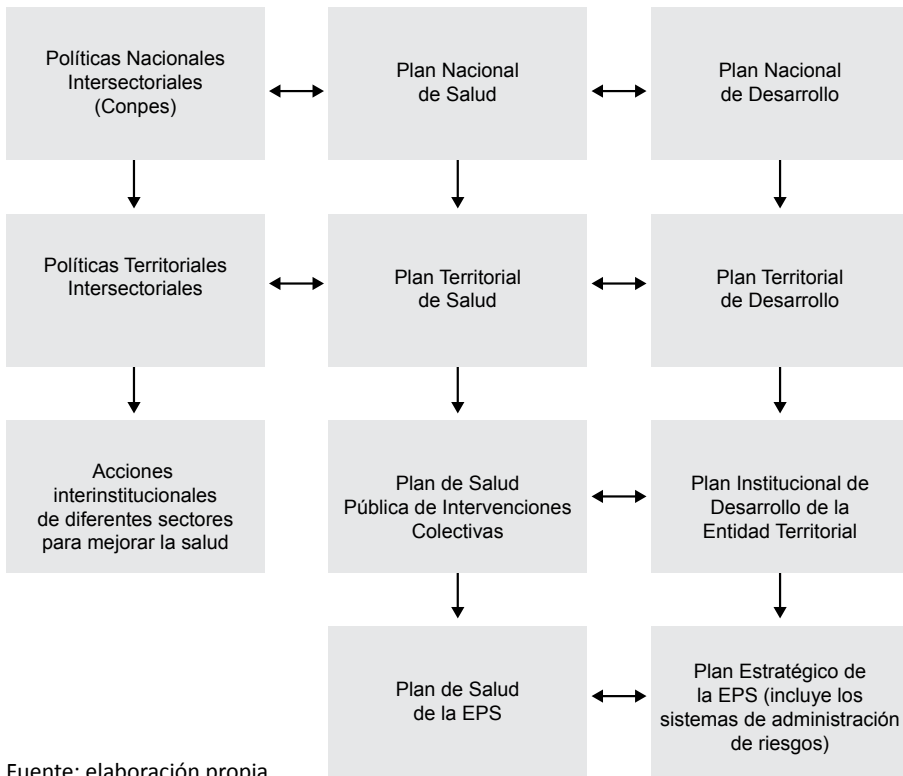 Políticas Nacionales
Intersectoriales
(Conpes)
Plan Nacional
de Salud
Plan Nacional
de Desarrollo
Políticas Territoriales
Intersectoriales
Plan Territorial
de Salud
Plan Territorial
de Desarrollo
Acciones
interinstitucionales
de diferentes sectores
para mejorar la salud
Plan de Salud
Pública de Intervenciones
Colectivas
Plan Institucional de
Desarrollo de la
Entidad Territorial
Plan de Salud
de la EPS
Plan Estratégico de
la EPS (incluye los
sistemas de administración
de riesgos)
Fuente: elaboración propia